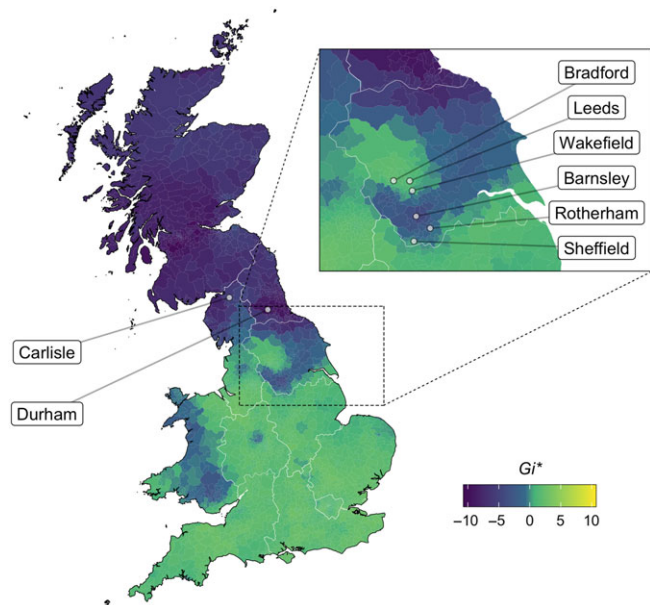 Bradford
Leeds
Wakefield
Barnsley
Rotherham
Sheffield
Carlisle
Durham
Gi*
−10 −5 0 5 10